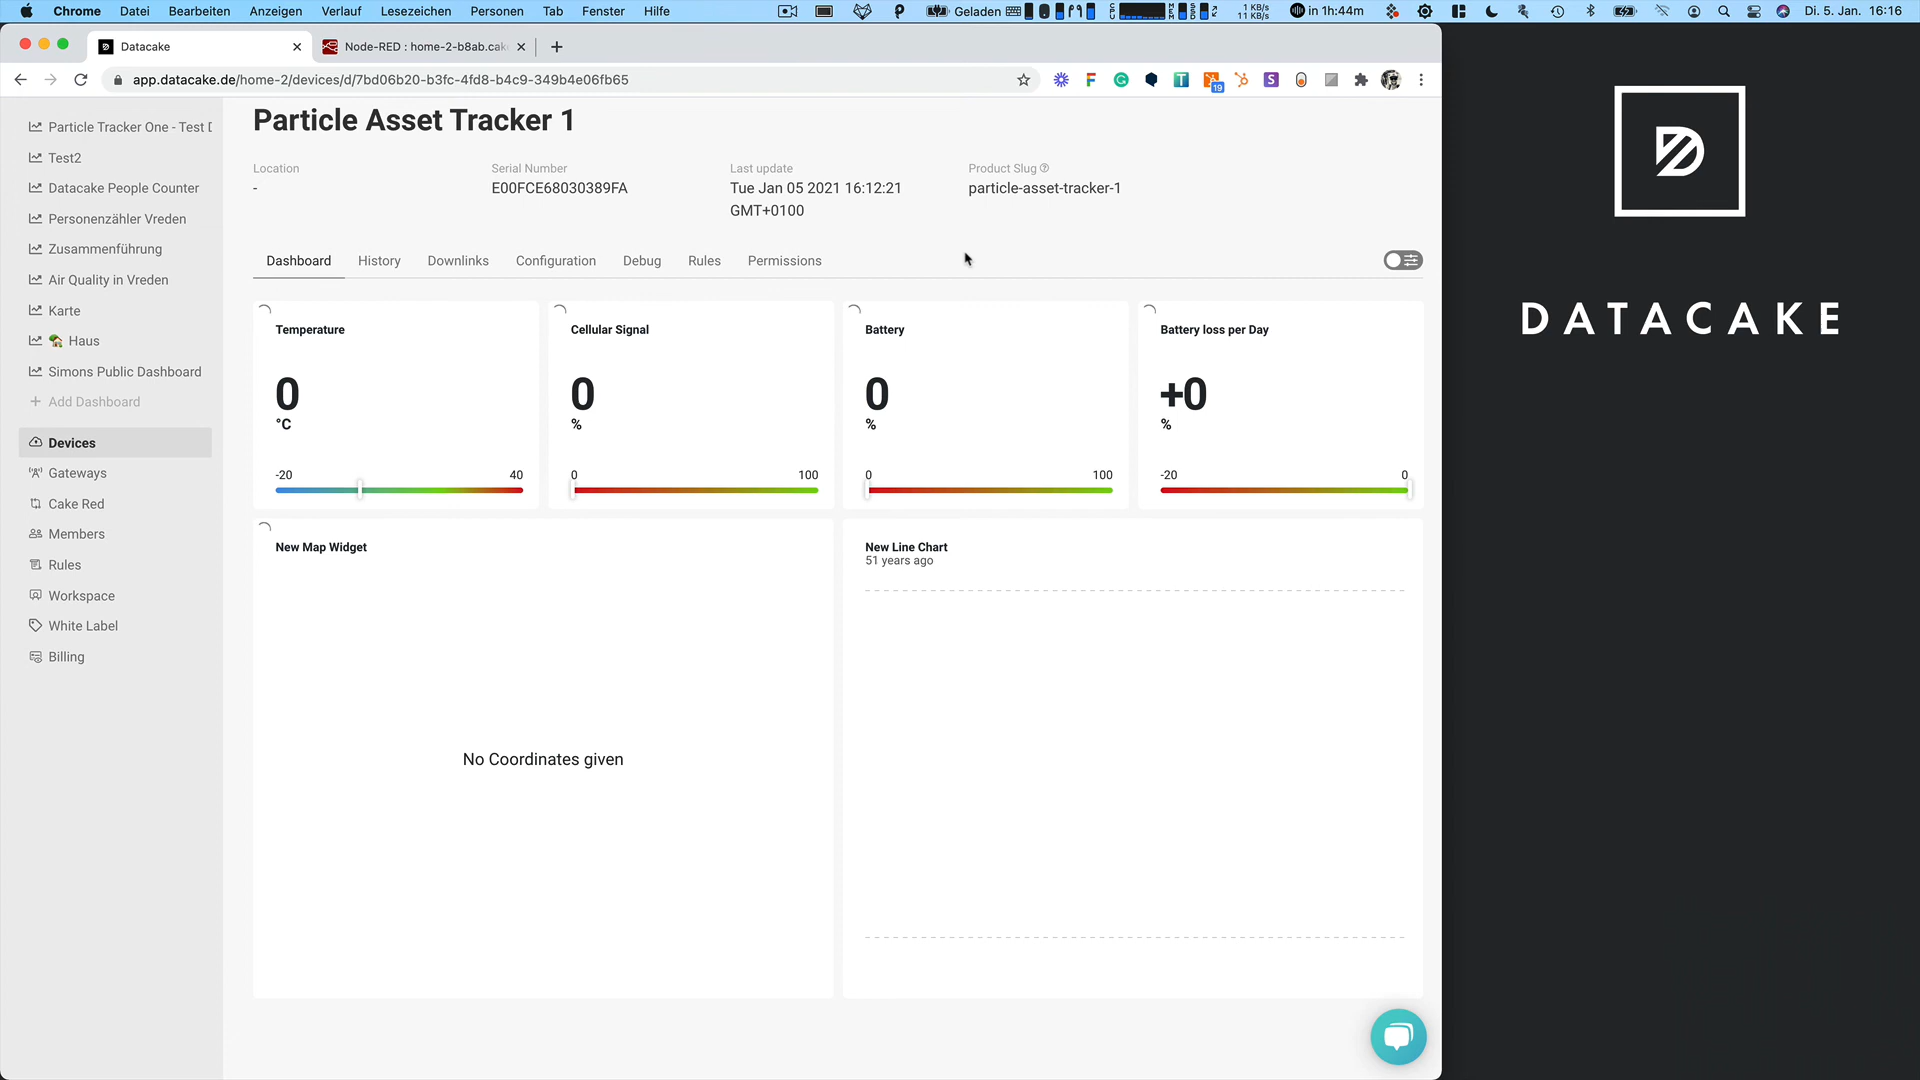 Chrome Datei Bearbeiten Anzeigen Verlauf Lesezeichen Personen Tab Fenster Hilfe
Geladen
1 KB/s
11 KB/s
in 1h:44m
Di. 5. Jan. 16:16
Datacake
Node-RED : home-2-b8ab.cak
app.datacake.de/home-2/devices/d/7bd06b20-b3fc-4fd8-b4c9-349b4e06fb65
19
Particle Tracker One - Test D
Test2
Datacake People Counter
Personenzähler Vreden
Zusammenführung
Air Quality in Vreden
Karte
Haus
Simons Public Dashboard
Add Dashboard
Devices
Gateways
Cake Red
Members
Rules
Workspace
White Label
Billing
Particle Asset Tracker 1
Location
-
Serial Number
E00FCE68030389FA
Last update
Tue Jan 05 2021 16:12:21
GMT+0100
Product Slug
particle-asset-tracker-1
Dashboard History Downlinks Configuration Debug Rules Permissions
Temperature
0
°C
-20 40
Cellular Signal
0
%
0 100
Battery
0
%
0 100
Battery loss per Day
+0
%
-20 0
New Map Widget
No Coordinates given
New Line Chart
51 years ago
DATACAKE